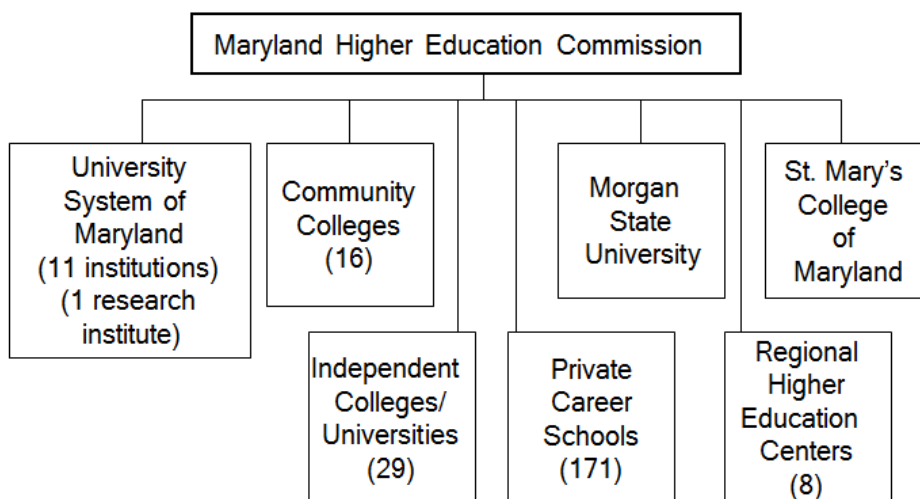 Maryland Higher Education Commission
University
System of
Maryland
(11 institutions)
(1 research
institute)
Community
Colleges
(16)
Morgan
State
University
St. Mary’s
College
of
Maryland
Independent
Colleges/
Universities
(29)
Private
Career
Schools
(171)
Regional
Higher
Education
Centers
(8)